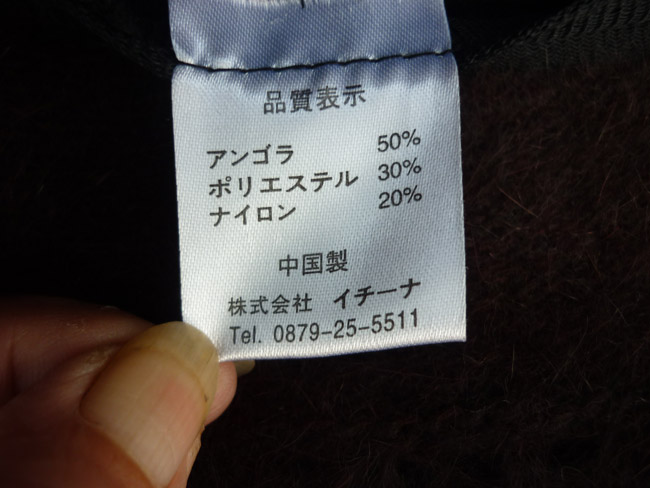 品質表示
アンゴラ 50%
ポリエステル 30%
ナイロン 20%
中国製
株式会社 イチーナ
Tel. 0879-25-5511